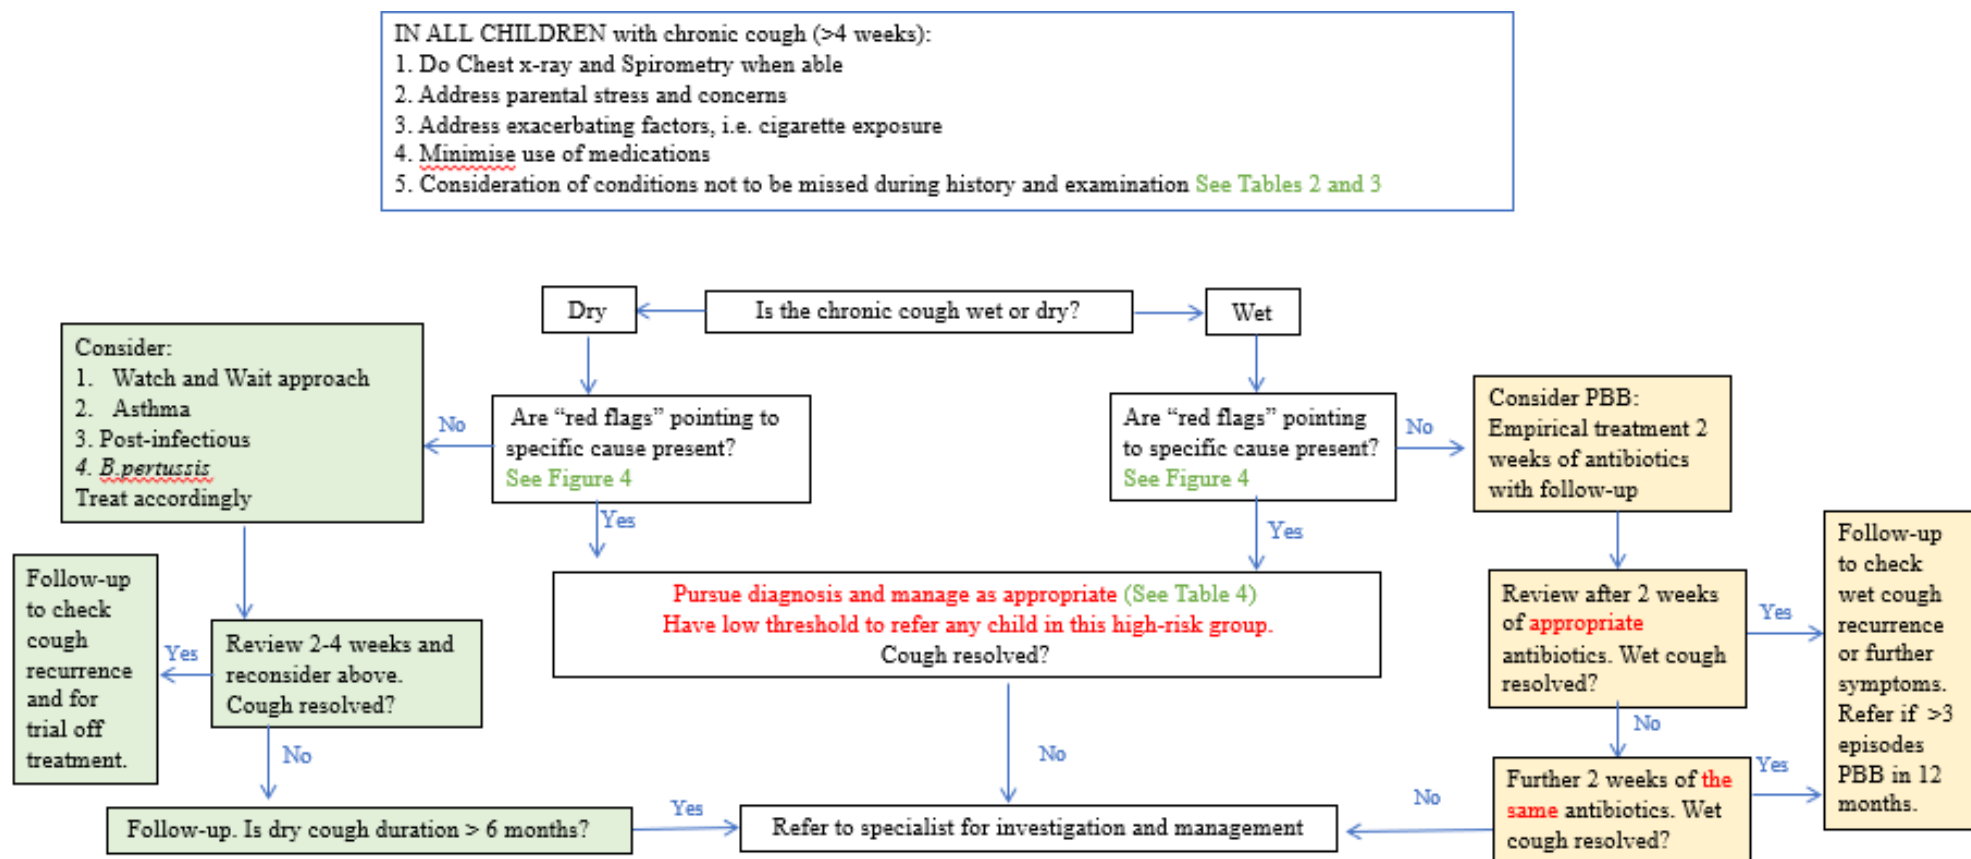 IN ALL CHILDREN with chronic cough (>4 weeks):
1. Do Chest x-ray and Spirometry when able
2. Address parental stress and concerns
3. Address exacerbating factors, i.e. cigarette exposure
4. Minimise use of medications
5. Consideration of conditions not to be missed during history and examination See Tables 2 and 3
Is the chronic cough wet or dry?
Dry
Wet
Are “red flags” pointing to
specific cause present?
See Figure 4
No
Yes
Consider:
1. Watch and Wait approach
2. Asthma
3. Post-infectious
4. B.pertussis
Treat accordingly
Review 2-4 weeks and
reconsider above.
Cough resolved?
Yes
Follow-up
to check
cough
recurrence
and for
trial off
treatment.
No
Follow-up. Is dry cough duration > 6 months?
Yes
Are “red flags” pointing
to specific cause present?
See Figure 4
No
Yes
Pursue diagnosis and manage as appropriate (See Table 4)
Have low threshold to refer any child in this high-risk group.
Cough resolved?
No
Refer to specialist for investigation and management
Consider PBB:
Empirical treatment 2
weeks of antibiotics
with follow-up
Review after 2 weeks
of appropriate
antibiotics. Wet cough
resolved?
Yes
No
Further 2 weeks of the
same antibiotics. Wet
cough resolved?
Yes
No
Follow-up
to check
wet cough
recurrence
or further
symptoms.
Refer if >3
episodes
PBB in 12
months.